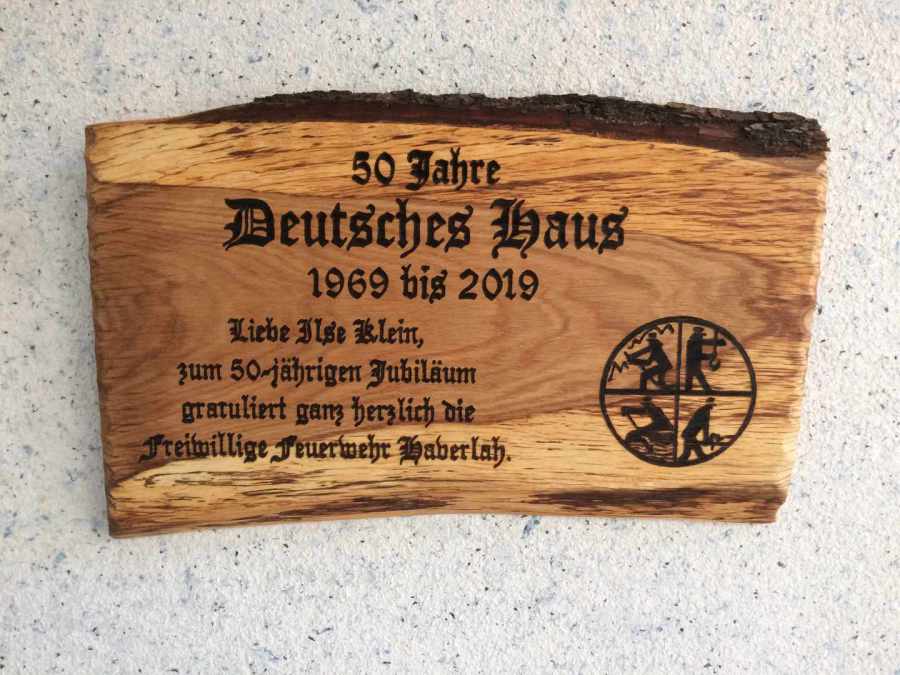 50 Jahre
Deutsches Haus
1969 bis 2019
Liebe Ilse Klein,
zum 50-jährigen Jubiläum
gratuliert ganz herzlich die
Freiwillige Feuerwehr Haverlah.